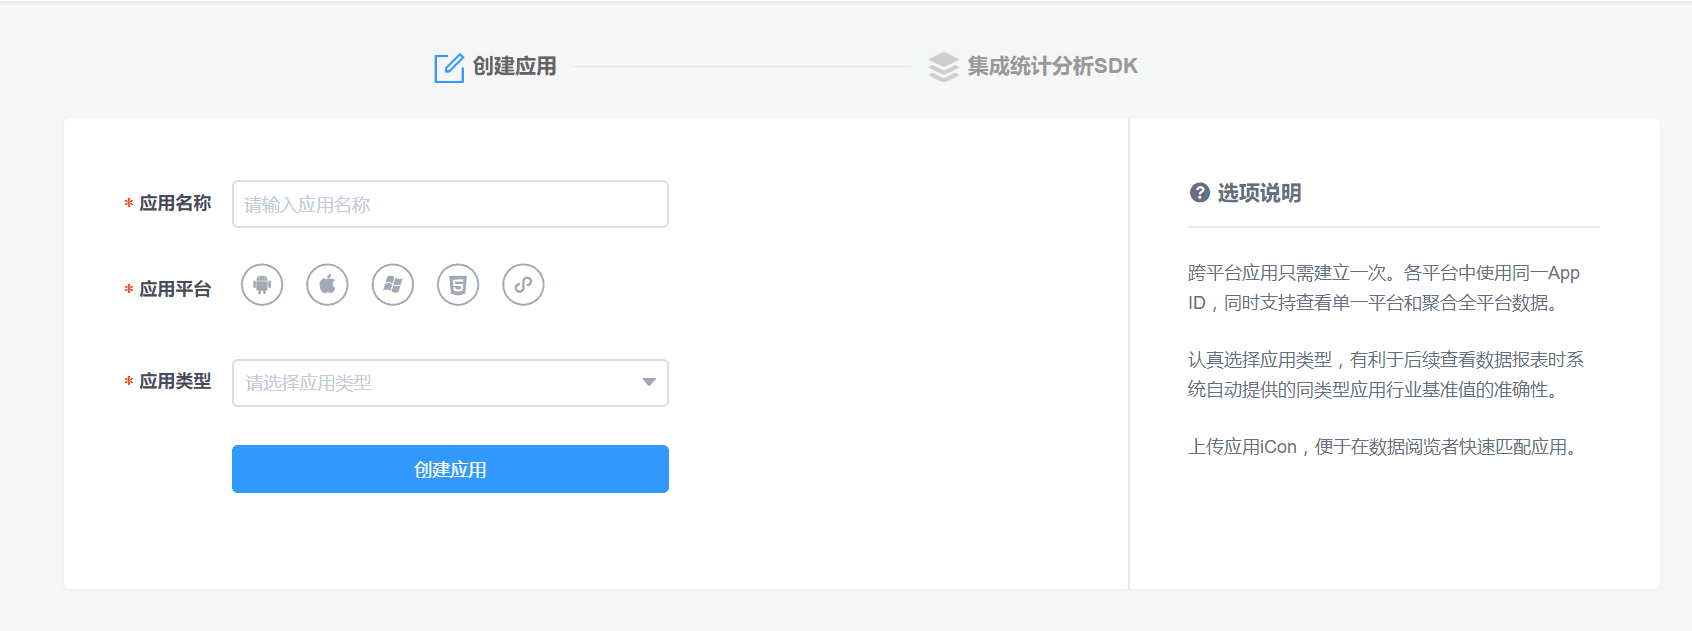 创建应用
集成统计分析SDK
* 应用名称
请输入应用名称
* 应用平台
* 应用类型
请选择应用类型
创建应用
选项说明
跨平台应用只需建立一次。各平台中使用同一App
ID，同时支持查看单一平台和聚合全平台数据。
认真选择应用类型，有利于后续查看数据报表时系
统自动提供的同类型应用行业基准值的准确性。
上传应用iCon，便于在数据阅览者快速匹配应用。